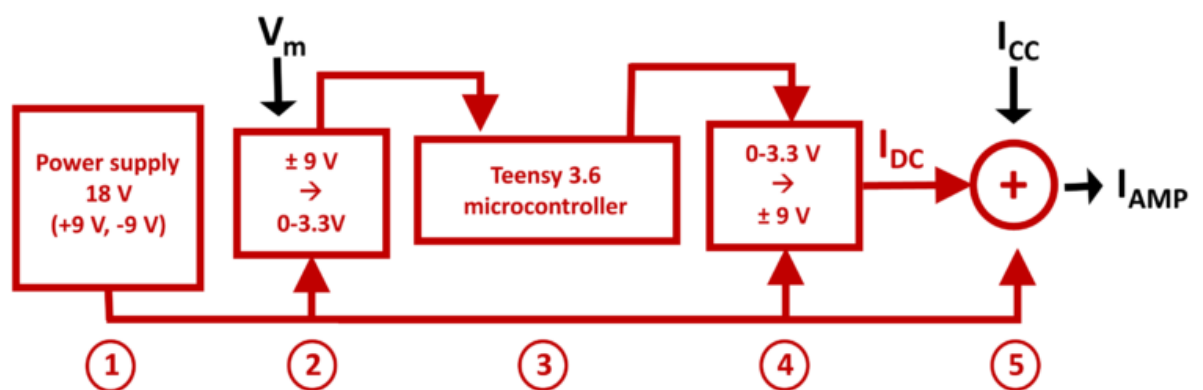 V_m
I_CC
Power supply
18 V
(+9 V, -9 V)
± 9 V
→
0-3.3V
Teensy 3.6
microcontroller
0-3.3 V
→
± 9 V
I_DC
+
I_AMP
1
2
3
4
5